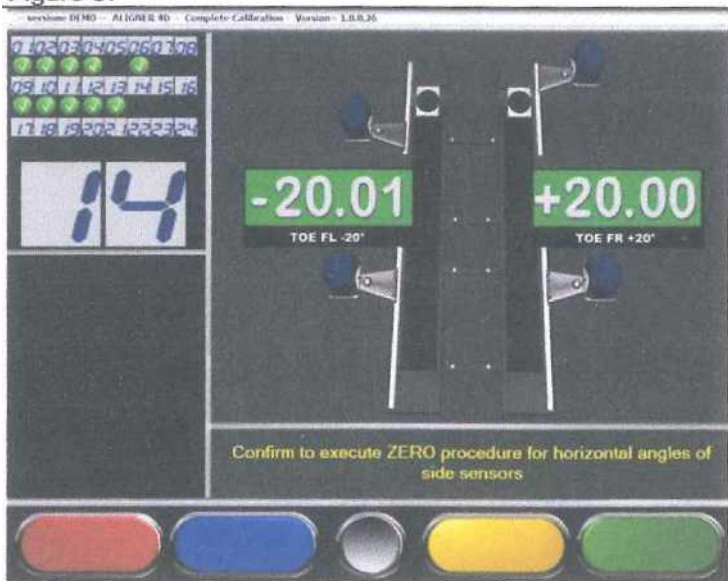 -- versione DEMO -- ALIGNER 4D - Complete Calibration - Version - 1.0.0.26
01 02 03 04 05 06 07 08
09 10 11 12 13 14 15 16
17 18 19 20 21 22 23 24
14
-20.01 +20.00
TOE FL -20° TOE FR +20°
Confirm to execute ZERO procedure for horizontal angles of
side sensors